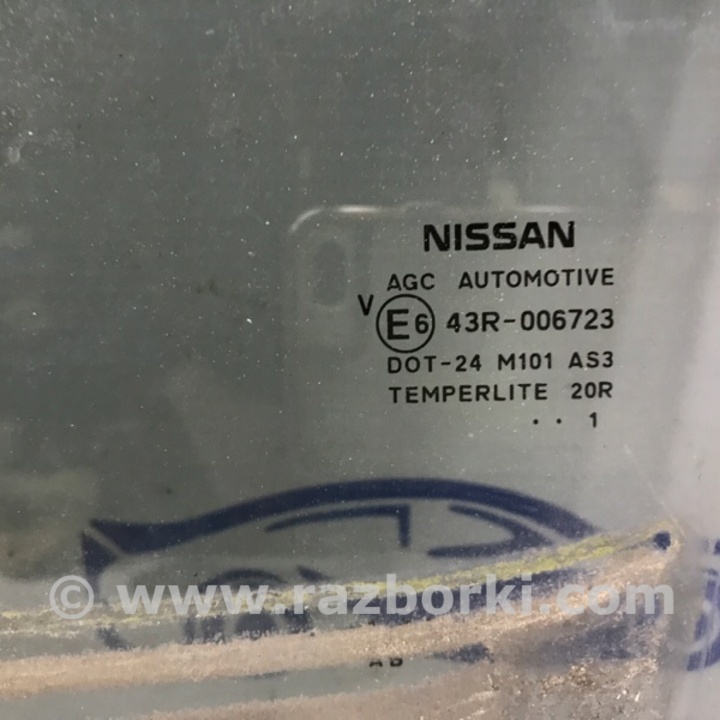 NISSAN
AGC AUTOMOTIVE
V E6 43R-006723
DOT-24 M101 AS3
TEMPERLITE 20R
. . 1
© www.razborki.com